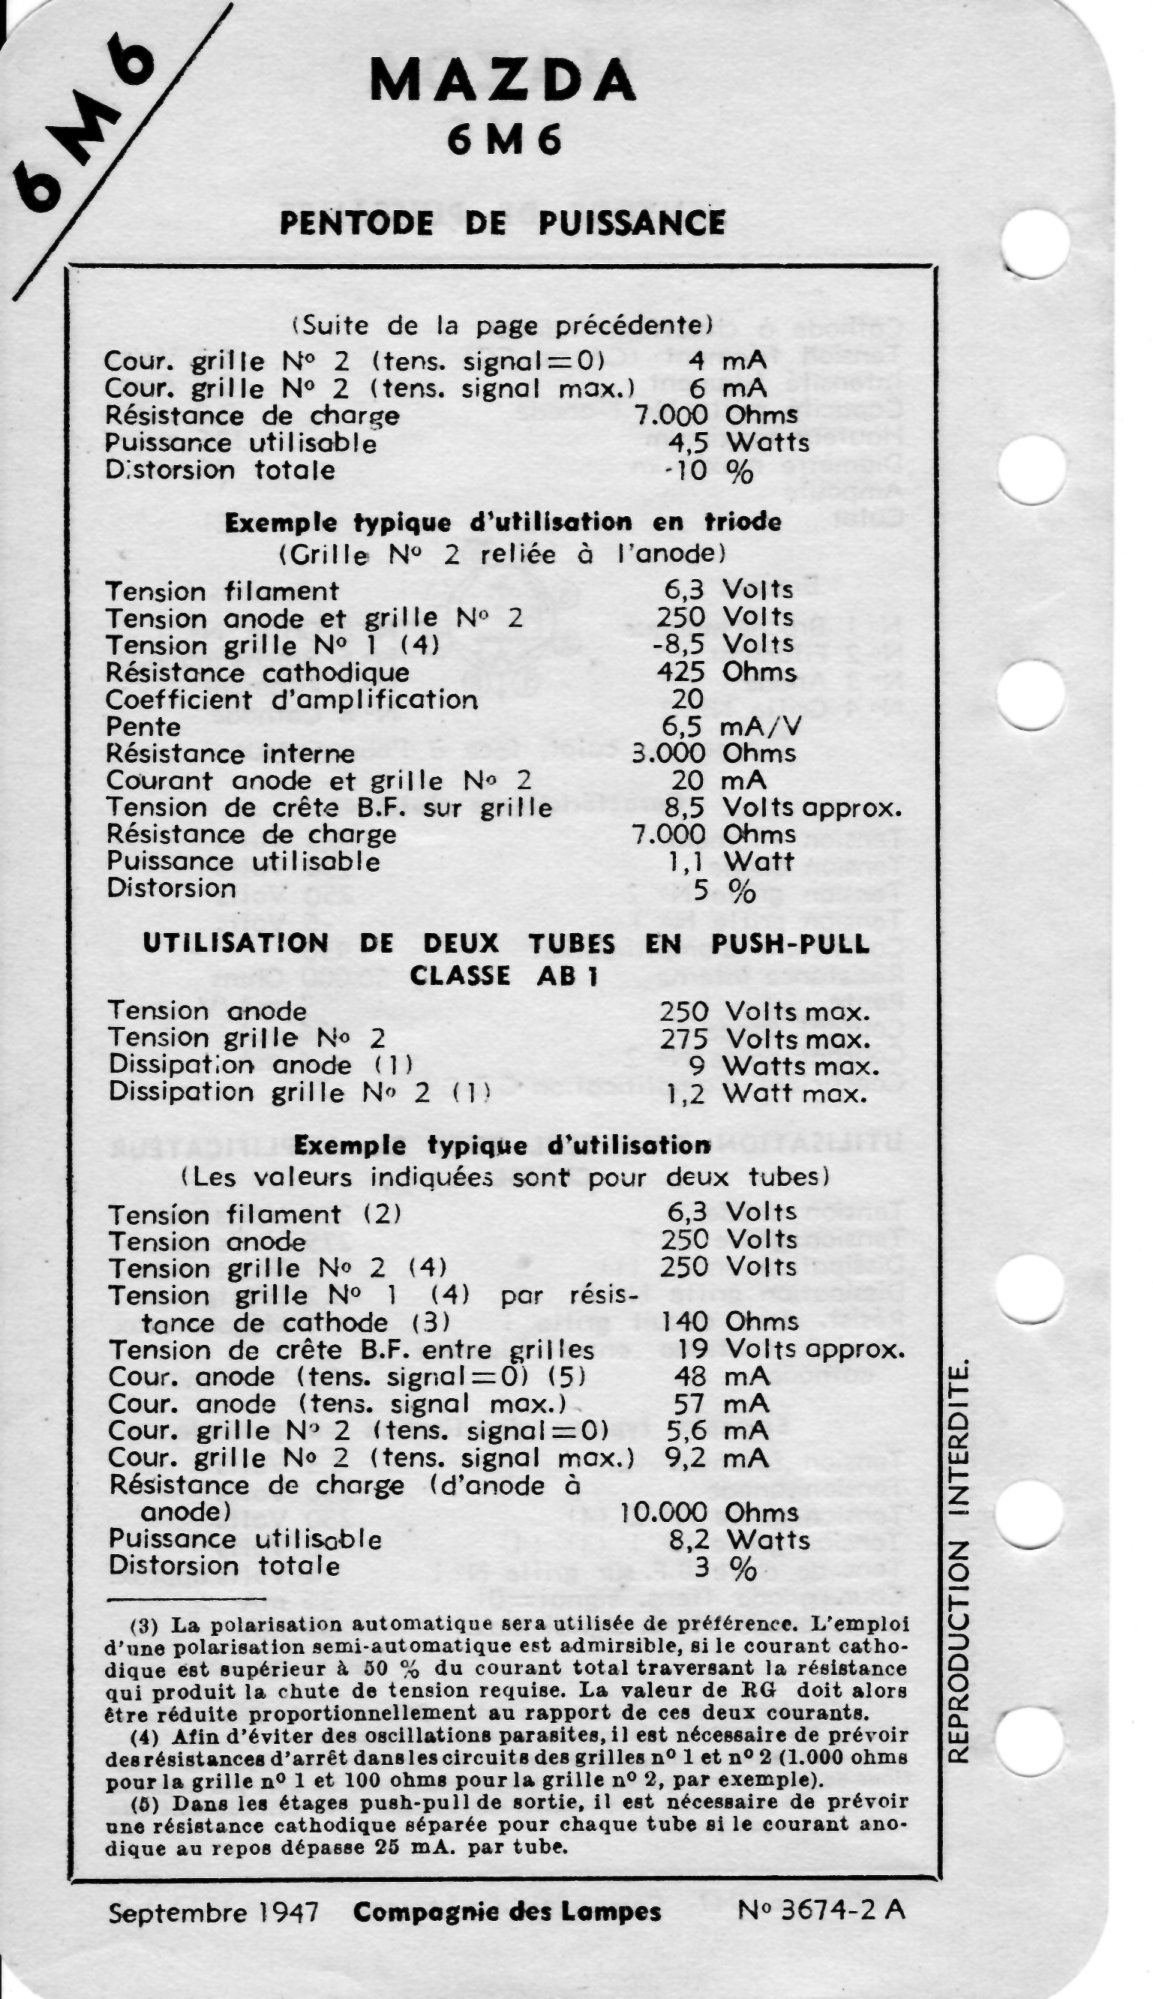 6M6
MAZDA
6M6
PENTODE DE PUISSANCE
(Suite de la page précédente)
Cour. grille Nº 2 (tens. signal=0) 4 mA
Cour. grille Nº 2 (tens. signal max.) 6 mA
Résistance de charge 7.000 Ohms
Puissance utilisable 4,5 Watts
Distorsion totale -10 %
Exemple typique d'utilisation en triode
(Grille Nº 2 reliée à l'anode)
Tension filament 6,3 Volts
Tension anode et grille Nº 2 250 Volts
Tension grille Nº 1 (4) -8,5 Volts
Résistance cathodique 425 Ohms
Coefficient d'amplification 20
Pente 6,5 mA/V
Résistance interne 3.000 Ohms
Courant anode et grille Nº 2 20 mA
Tension de crête B.F. sur grille 8,5 Volts approx.
Résistance de charge 7.000 Ohms
Puissance utilisable 1,1 Watt
Distorsion 5 %
UTILISATION DE DEUX TUBES EN PUSH-PULL
CLASSE AB 1
Tension anode 250 Volts max.
Tension grille Nº 2 275 Volts max.
Dissipation anode (1) 9 Watts max.
Dissipation grille Nº 2 (1) 1,2 Watt max.
Exemple typique d'utilisation
(Les valeurs indiquées sont pour deux tubes)
Tension filament (2) 6,3 Volts
Tension anode 250 Volts
Tension grille Nº 2 (4) 250 Volts
Tension grille Nº 1 (4) par résis-
tance de cathode (3) 140 Ohms
Tension de crête B.F. entre grilles 19 Volts approx.
Cour. anode (tens. signal=0) (5) 48 mA
Cour. anode (tens. signal max.) 57 mA
Cour. grille Nº 2 (tens. signal=0) 5,6 mA
Cour. grille Nº 2 (tens. signal max.) 9,2 mA
Résistance de charge (d'anode à
anode) 10.000 Ohms
Puissance utilisable 8,2 Watts
Distorsion totale 3 %
(3) La polarisation automatique sera utilisée de préférence. L'emploi
d'une polarisation semi-automatique est admirsible, si le courant catho-
dique est supérieur à 50 % du courant total traversant la résistance
qui produit la chute de tension requise. La valeur de RG doit alors
être réduite proportionnellement au rapport de ces deux courants.
(4) Afin d'éviter des oscillations parasites, il est nécessaire de prévoir
des résistances d'arrêt dans les circuits des grilles nº 1 et nº 2 (1.000 ohms
pour la grille nº 1 et 100 ohms pour la grille nº 2, par exemple).
(5) Dans les étages push-pull de sortie, il est nécessaire de prévoir
une résistance cathodique séparée pour chaque tube si le courant ano-
dique au repos dépasse 25 mA. par tube.
REPRODUCTION INTERDITE.
Septembre 1947 Compagnie des Lampes Nº 3674-2 A